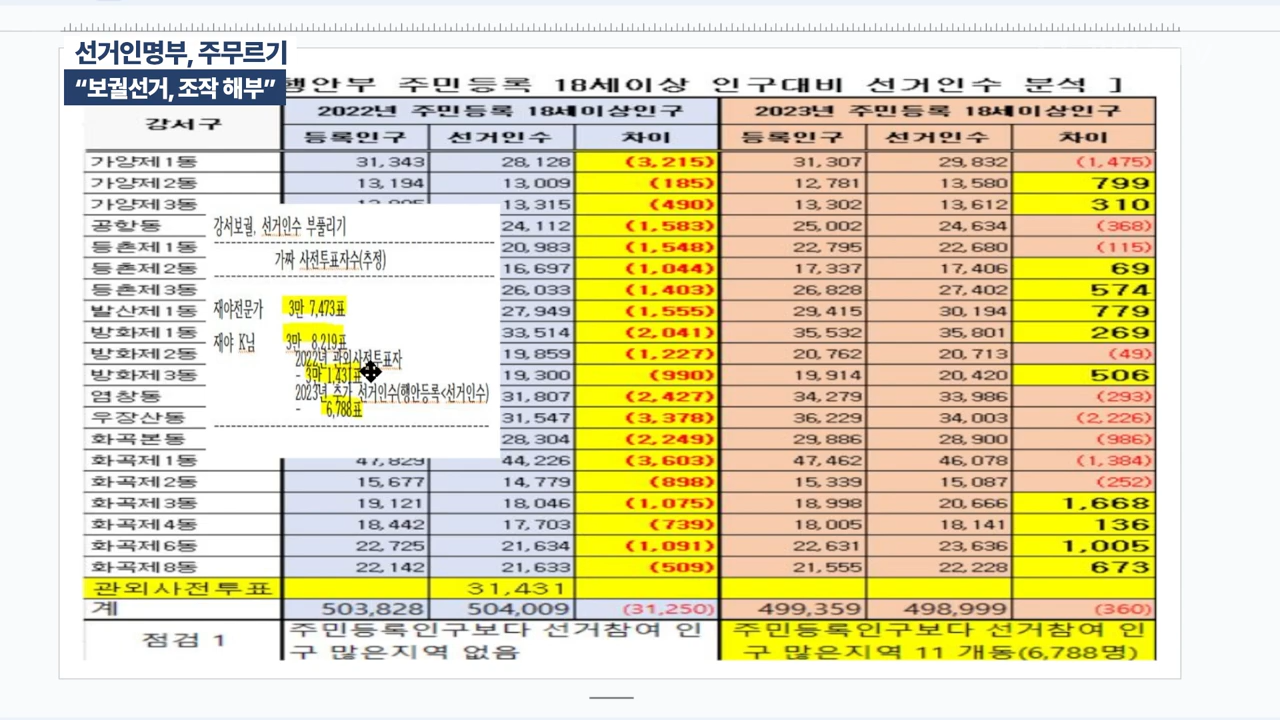 선거인명부, 주무르기
“보궐선거, 조작 해부”
행안부 주민등록 18세이상 인구대비 선거인수 분석 ]
강서구 2022년 주민등록 18세이상인구 2023년 주민등록 18세이상인구
등록인구 선거인수 차이 등록인구 선거인수 차이
가양제1동 31,343 28,128 (3,215) 31,307 29,832 (1,475)
가양제2동 13,194 13,009 (185) 12,781 13,580 799
가양제3동 13,315 (490) 13,302 13,612 310
공항동 24,112 (1,583) 25,002 24,634 (368)
등촌제1동 20,983 (1,548) 22,795 22,680 (115)
등촌제2동 16,697 (1,044) 17,337 17,406 69
등촌제3동 26,033 (1,403) 26,828 27,402 574
발산제1동 27,949 (1,555) 29,415 30,194 779
방화제1동 33,514 (2,041) 35,532 35,801 269
방화제2동 19,859 (1,227) 20,762 20,713 (49)
방화제3동 19,300 (990) 19,914 20,420 506
염창동 31,807 (2,427) 34,279 33,986 (293)
우장산동 31,547 (3,378) 36,229 34,003 (2,226)
화곡본동 28,304 (2,249) 29,886 28,900 (986)
화곡제1동 47,829 44,226 (3,603) 47,462 46,078 (1,384)
화곡제2동 15,677 14,779 (898) 15,339 15,087 (252)
화곡제3동 19,121 18,046 (1,075) 18,998 20,666 1,668
화곡제4동 18,442 17,703 (739) 18,005 18,141 136
화곡제6동 22,725 21,634 (1,091) 22,631 23,636 1,005
화곡제8동 22,142 21,633 (509) 21,555 22,228 673
관외사전투표 31,431
계 503,828 504,009 (31,250) 499,359 498,999 (360)
점검 1 주민등록인구보다 선거참여 인구 많은지역 없음 주민등록인구보다 선거참여 인구 많은지역 11 개동(6,788명)
강서보궐, 선거인수 부풀리기
가짜 사전투표자수(추정)
재야전문가 3만 7,473표
재야 K님 3만 8,219표
2022년 관외사전투표자
- 3만 1,431표
2023년 추가 선거인수(행안등록<선거인수)
- 6,788표